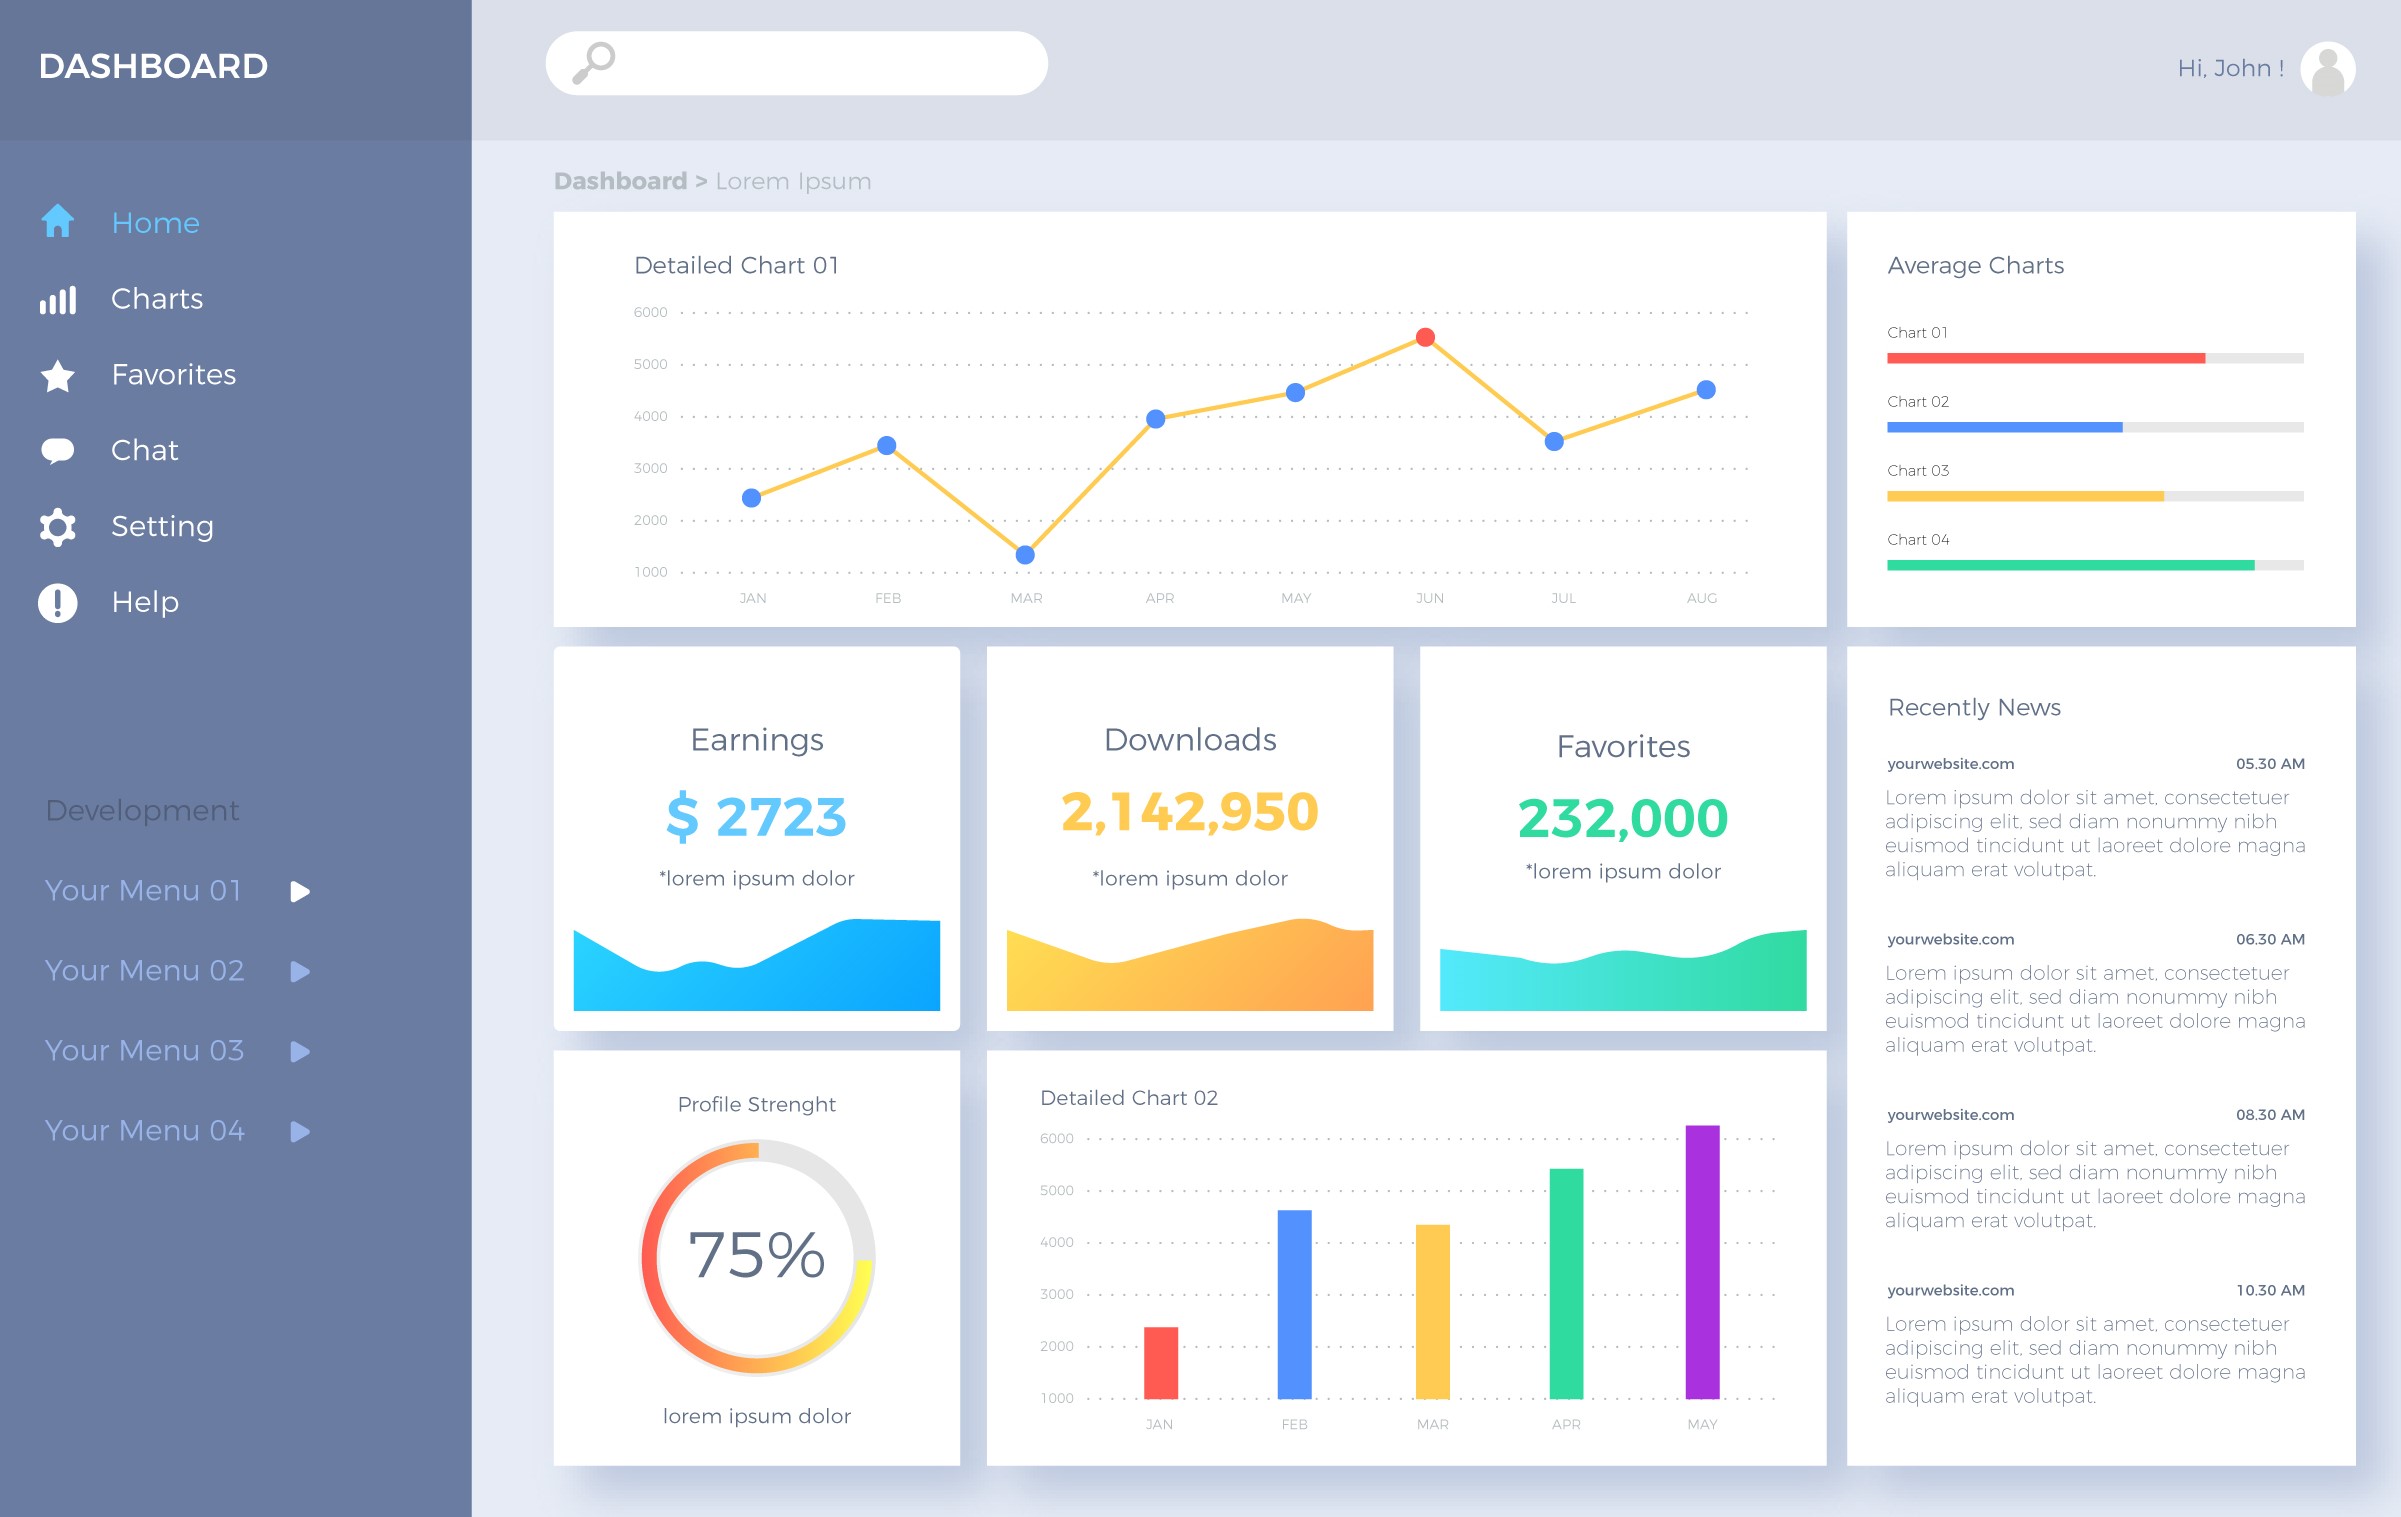 DASHBOARD
Hi, John !
Home
Charts
Favorites
Chat
Setting
Help
Development
Your Menu 01
Your Menu 02
Your Menu 03
Your Menu 04
Dashboard > Lorem Ipsum
Detailed Chart 01
6000
5000
4000
3000
2000
1000
JAN FEB MAR APR MAY JUN JUL AUG
Average Charts
Chart 01
Chart 02
Chart 03
Chart 04
Earnings
$ 2723
*lorem ipsum dolor
Downloads
2,142,950
*lorem ipsum dolor
Favorites
232,000
*lorem ipsum dolor
Recently News
yourwebsite.com 05.30 AM
Lorem ipsum dolor sit amet, consectetuer
adipiscing elit, sed diam nonummy nibh
euismod tincidunt ut laoreet dolore magna
aliquam erat volutpat.
yourwebsite.com 06.30 AM
Lorem ipsum dolor sit amet, consectetuer
adipiscing elit, sed diam nonummy nibh
euismod tincidunt ut laoreet dolore magna
aliquam erat volutpat.
yourwebsite.com 08.30 AM
Lorem ipsum dolor sit amet, consectetuer
adipiscing elit, sed diam nonummy nibh
euismod tincidunt ut laoreet dolore magna
aliquam erat volutpat.
yourwebsite.com 10.30 AM
Lorem ipsum dolor sit amet, consectetuer
adipiscing elit, sed diam nonummy nibh
euismod tincidunt ut laoreet dolore magna
aliquam erat volutpat.
Profile Strenght
75%
lorem ipsum dolor
Detailed Chart 02
6000
5000
4000
3000
2000
1000
JAN FEB MAR APR MAY